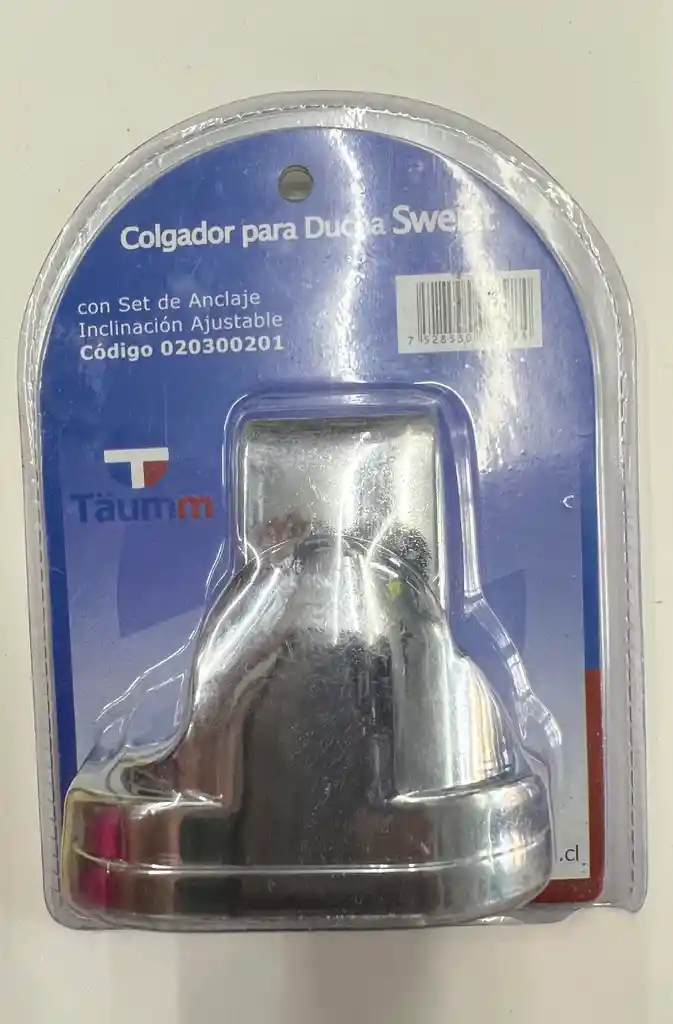 Colgador para Ducha
con Set de Anclaje
Inclinación Ajustable
Código 020300201
Täumm
.cl